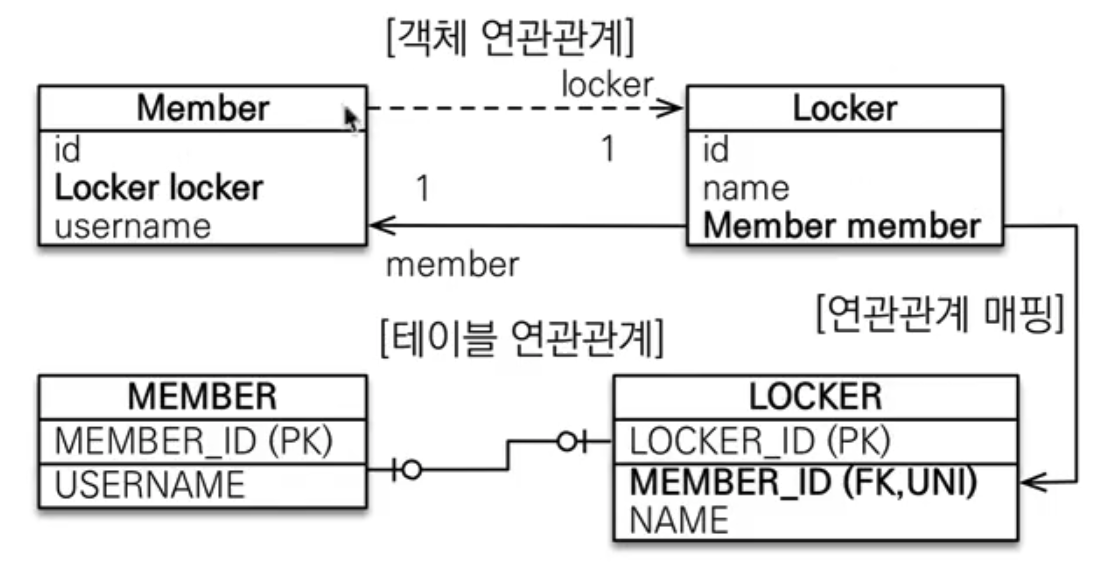 [객체 연관관계]
locker
Member
id
Locker locker
username
1
1
member
Locker
id
name
Member member
[연관관계 매핑]
[테이블 연관관계]
MEMBER
MEMBER_ID (PK)
USERNAME
LOCKER
LOCKER_ID (PK)
MEMBER_ID (FK,UNI)
NAME